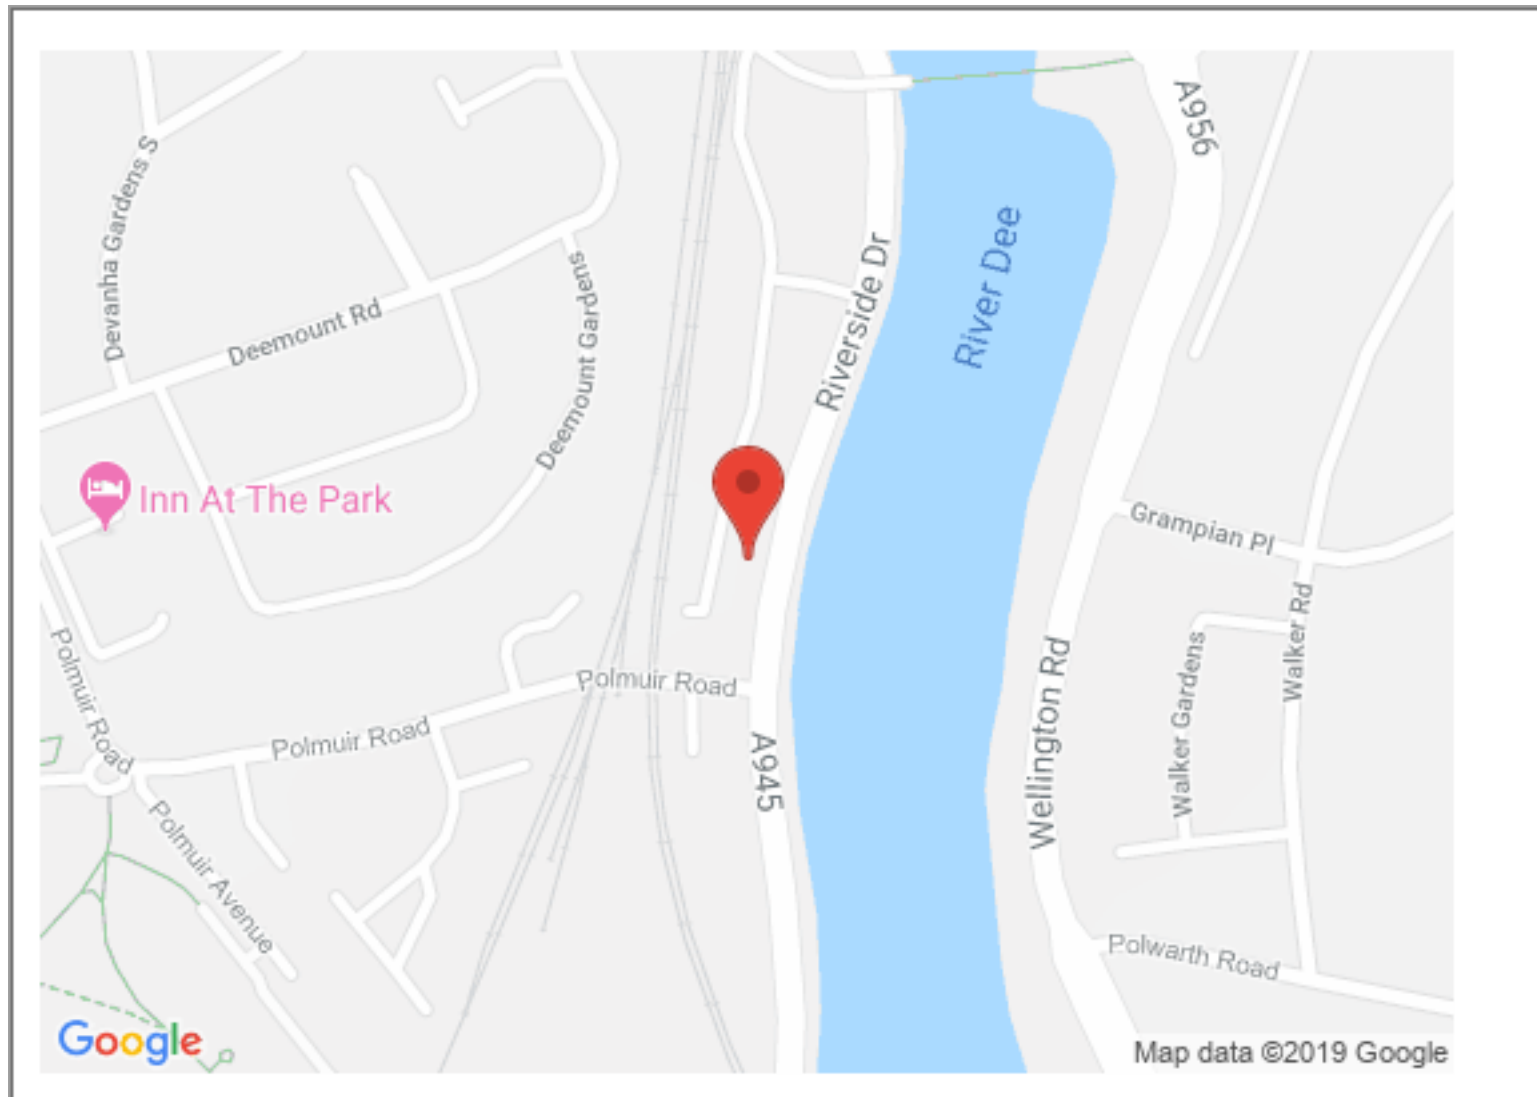 A956
Devanha Gardens S
River Dee
Riverside Dr
Deemount Rd
Deemount Gardens
Inn At The Park
Grampian Pl
Walker Rd
Polmuir Road
Walker Gardens
Wellington Rd
Polmuir Road
Polmuir Road
A945
Polmuir Avenue
Polwarth Road
Google
Map data ©2019 Google